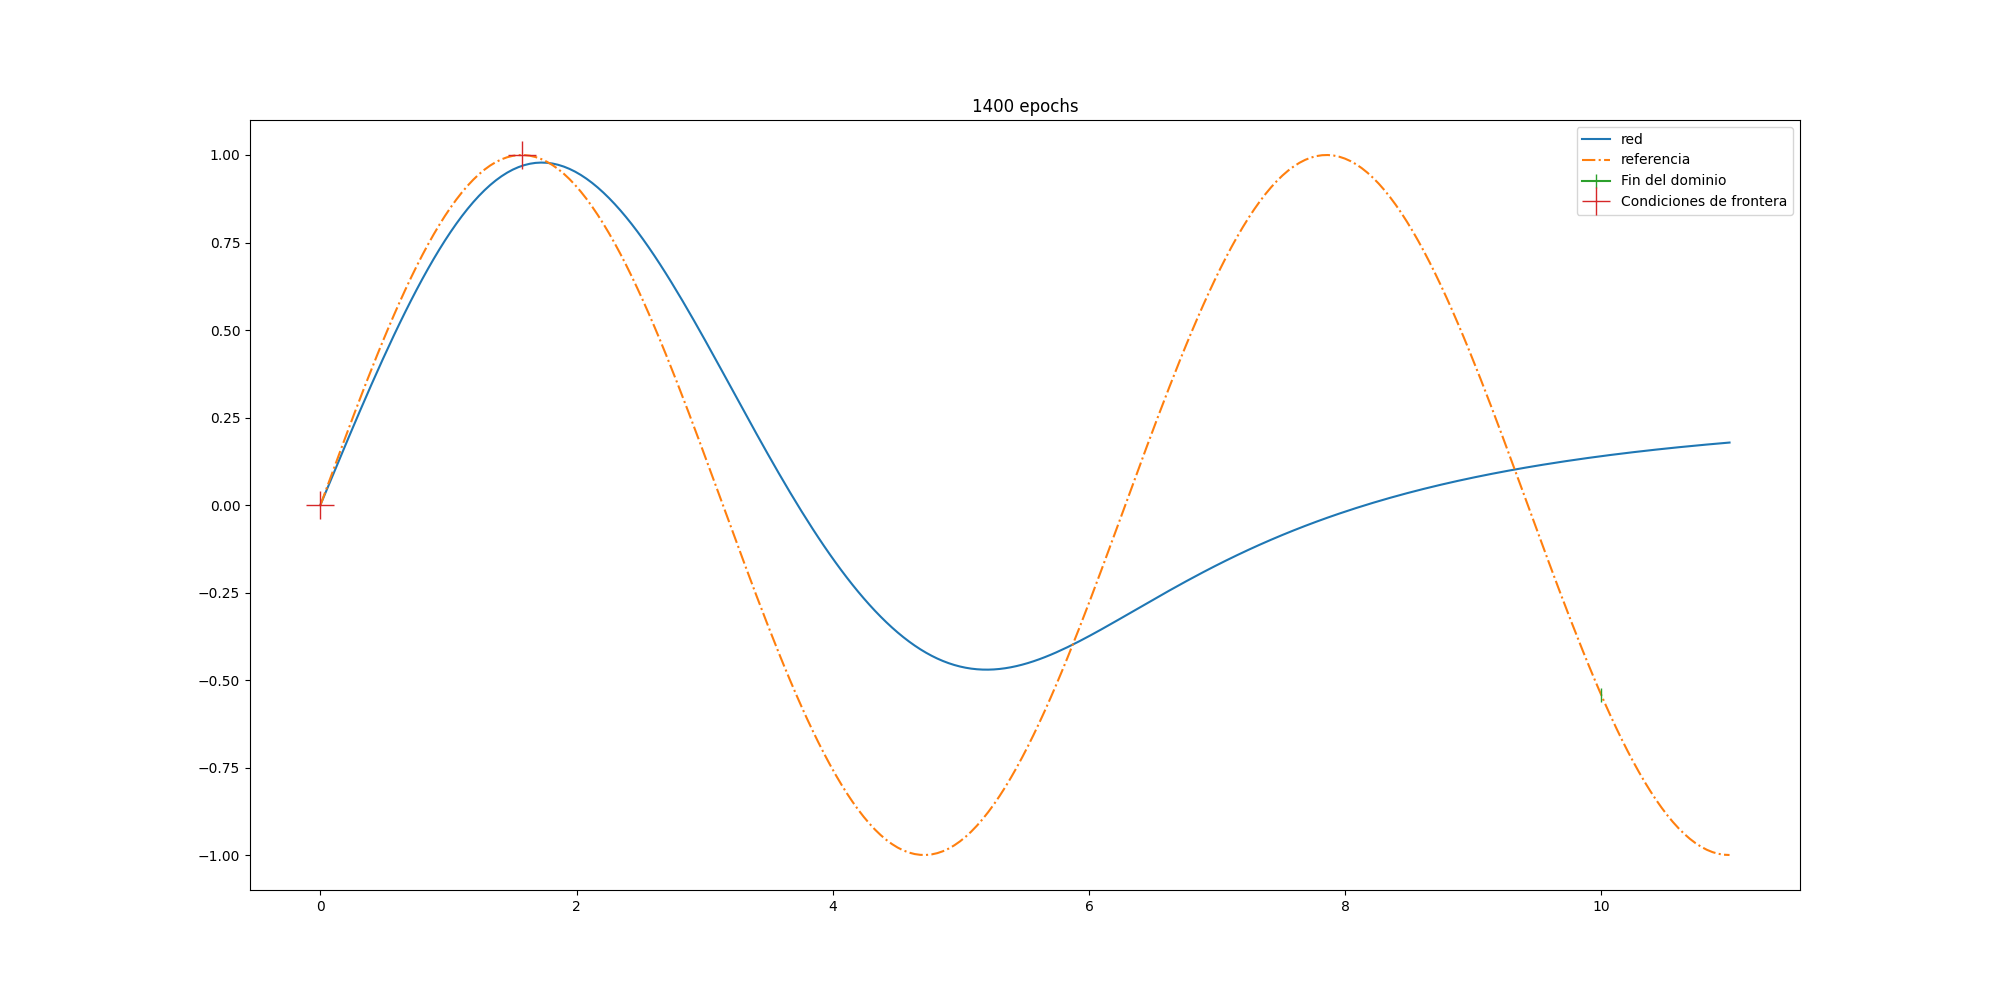 1400 epochs
red
referencia
Fin del dominio
Condiciones de frontera
1.00
0.75
0.50
0.25
0.00
−0.25
−0.50
−0.75
−1.00
0 2 4 6 8 10